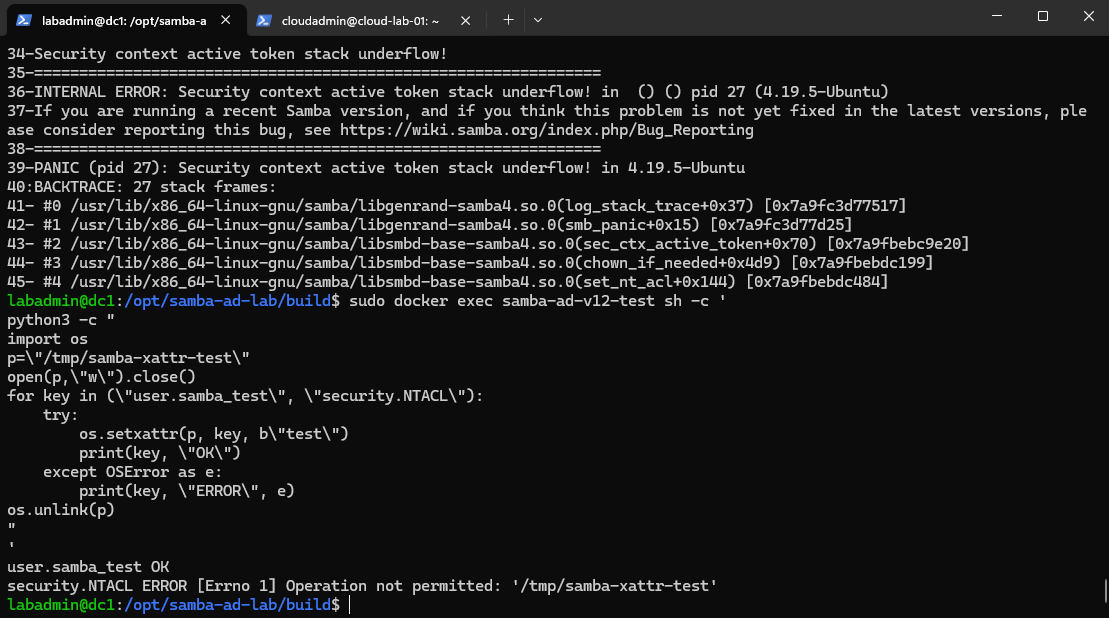 labadmin@dc1: /opt/samba-a
cloudadmin@cloud-lab-01: ~
34-Security context active token stack underflow!
35-===============================================================
36-INTERNAL ERROR: Security context active token stack underflow! in  () () pid 27 (4.19.5-Ubuntu)
37-If you are running a recent Samba version, and if you think this problem is not yet fixed in the latest versions, ple
ase consider reporting this bug, see https://wiki.samba.org/index.php/Bug_Reporting
38-===============================================================
39-PANIC (pid 27): Security context active token stack underflow! in 4.19.5-Ubuntu
40:BACKTRACE: 27 stack frames:
41- #0 /usr/lib/x86_64-linux-gnu/samba/libgenrand-samba4.so.0(log_stack_trace+0x37) [0x7a9fc3d77517]
42- #1 /usr/lib/x86_64-linux-gnu/samba/libgenrand-samba4.so.0(smb_panic+0x15) [0x7a9fc3d77d25]
43- #2 /usr/lib/x86_64-linux-gnu/samba/libsmbd-base-samba4.so.0(sec_ctx_active_token+0x70) [0x7a9fbebc9e20]
44- #3 /usr/lib/x86_64-linux-gnu/samba/libsmbd-base-samba4.so.0(chown_if_needed+0x4d9) [0x7a9fbebdc199]
45- #4 /usr/lib/x86_64-linux-gnu/samba/libsmbd-base-samba4.so.0(set_nt_acl+0x144) [0x7a9fbebdc484]
labadmin@dc1:/opt/samba-ad-lab/build$ sudo docker exec samba-ad-v12-test sh -c '
python3 -c "
import os
p=\"/tmp/samba-xattr-test\"
open(p,\"w\").close()
for key in (\"user.samba_test\", \"security.NTACL\"):
    try:
        os.setxattr(p, key, b\"test\")
        print(key, \"OK\")
    except OSError as e:
        print(key, \"ERROR\", e)
os.unlink(p)
"
'
user.samba_test OK
security.NTACL ERROR [Errno 1] Operation not permitted: '/tmp/samba-xattr-test'
labadmin@dc1:/opt/samba-ad-lab/build$